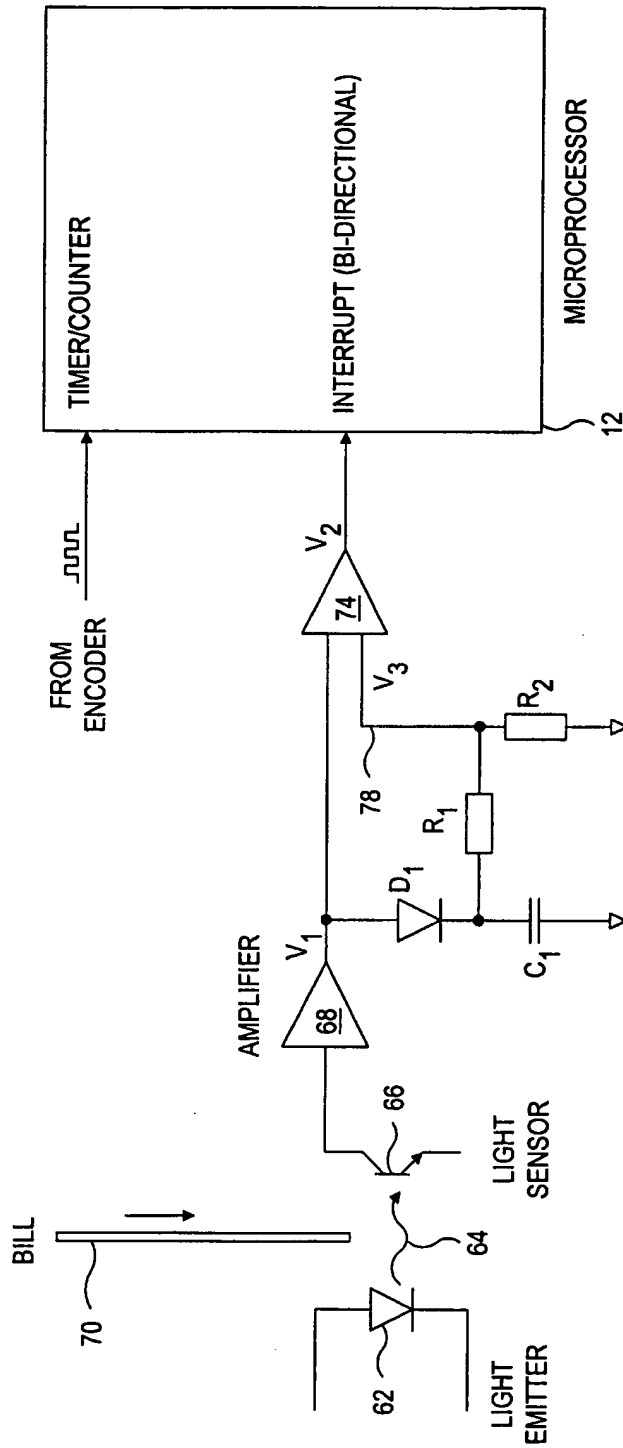 BILL
70
LIGHT
EMITTER
62
64
66
LIGHT
SENSOR
AMPLIFIER
68
V1
D1
C1
R1
R2
78
V3
74
V2
FROM
ENCODER
TIMER/COUNTER
INTERRUPT (BI-DIRECTIONAL)
12
MICROPROCESSOR